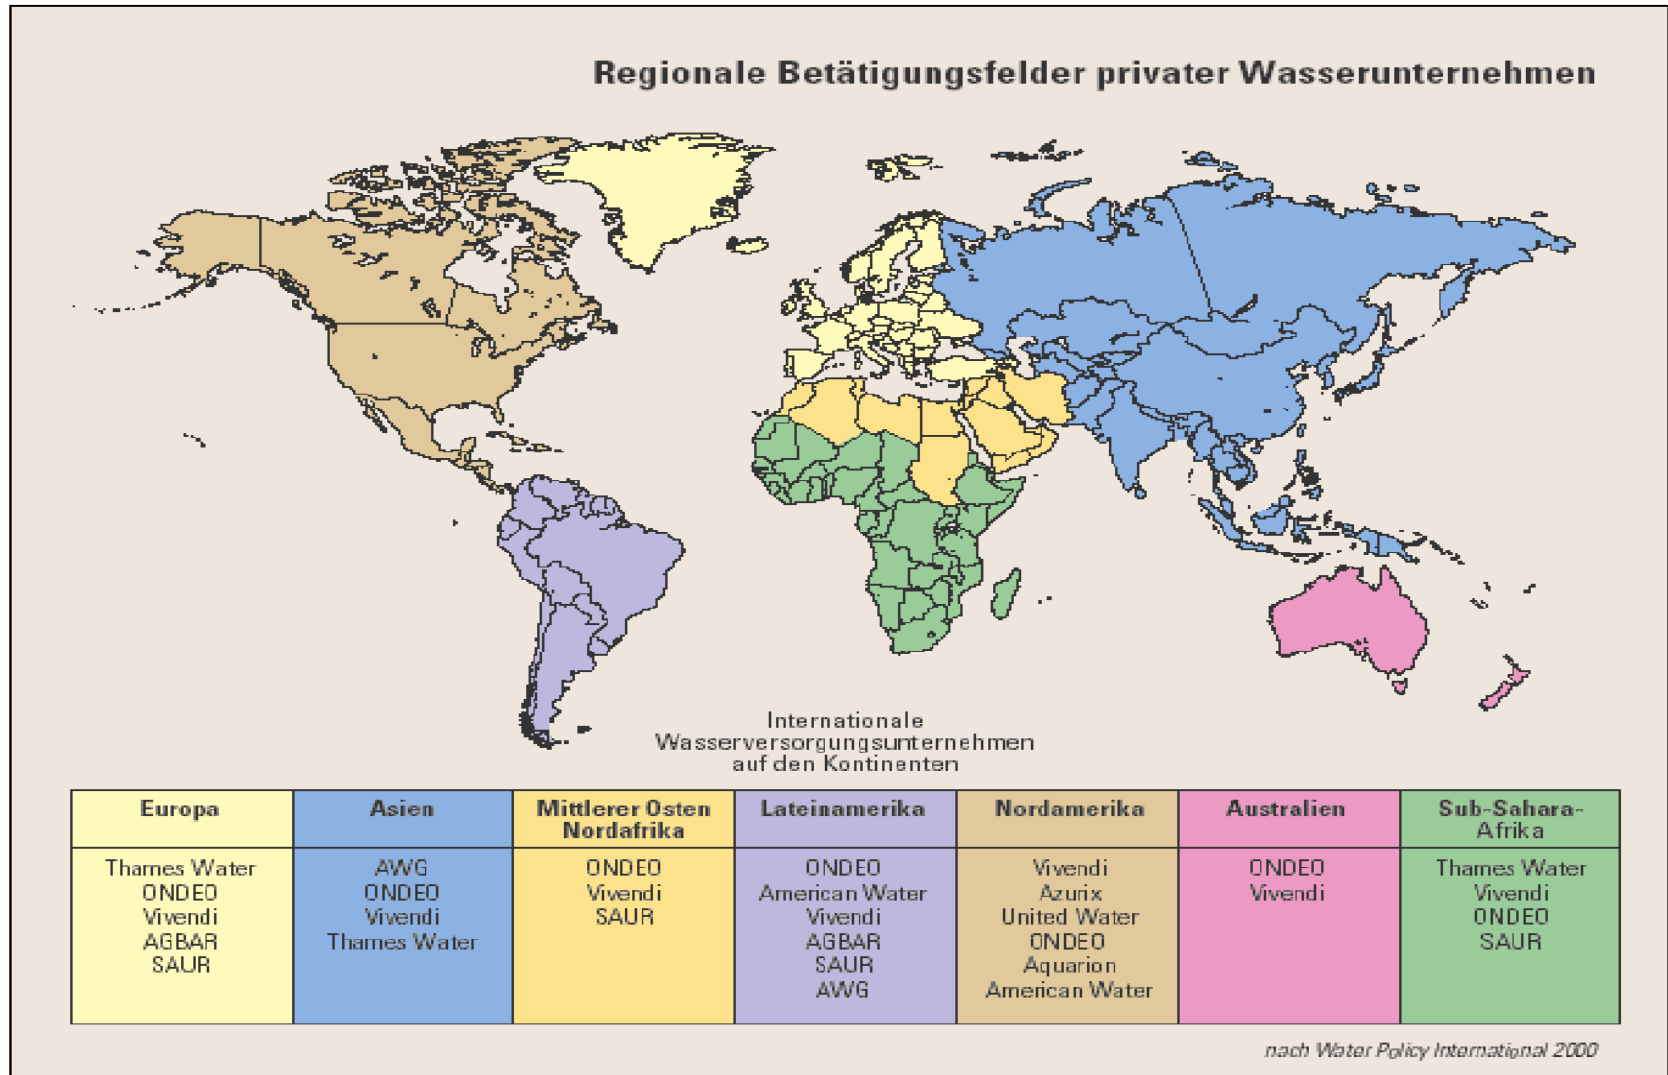 Regionale Betätigungsfelder privater Wasserunternehmen
Internationale
Wasserversorgungsunternehmen
auf den Kontinenten
Europa
Thames Water
ONDEO
Vivendi
AGBAR
SAUR
Asien
AWG
ONDEO
Vivendi
Thames Water
Mittlerer Osten
Nordafrika
ONDEO
Vivendi
SAUR
Lateinamerika
ONDEO
American Water
Vivendi
AGBAR
SAUR
AWG
Nordamerika
Vivendi
Azurix
United Water
ONDEO
Aquarion
American Water
Australien
ONDEO
Vivendi
Sub-Sahara-
Afrika
Thames Water
Vivendi
ONDEO
SAUR
nach Water Policy International 2000